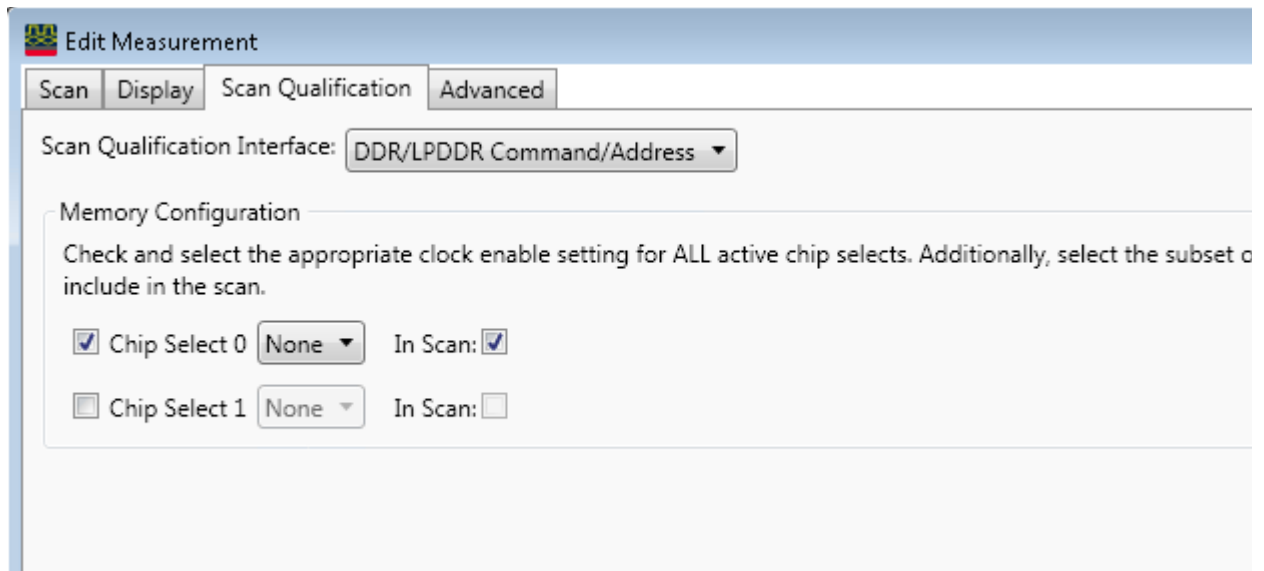 Edit Measurement
Scan Display Scan Qualification Advanced
Scan Qualification Interface: DDR/LPDDR Command/Address
Memory Configuration
Check and select the appropriate clock enable setting for ALL active chip selects. Additionally, select the subset
include in the scan.
Chip Select 0 None In Scan:
Chip Select 1 None In Scan: